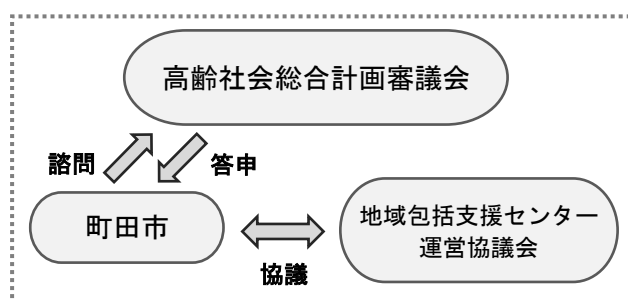 高齢社会総合計画審議会
諮問
答申
町田市
地域包括支援センター
運営協議会
協議